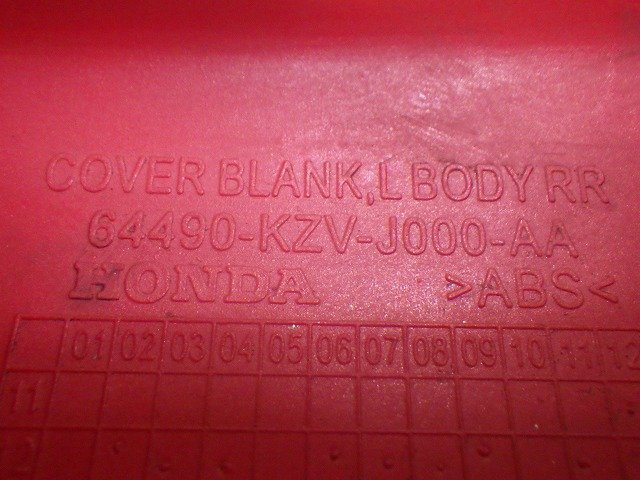 COVER BLANK,L BODY RR
64490-KZV-J000-AA
HONDA >ABS<
01 02 03 04 05 06 07 08 09 10 11 12
11